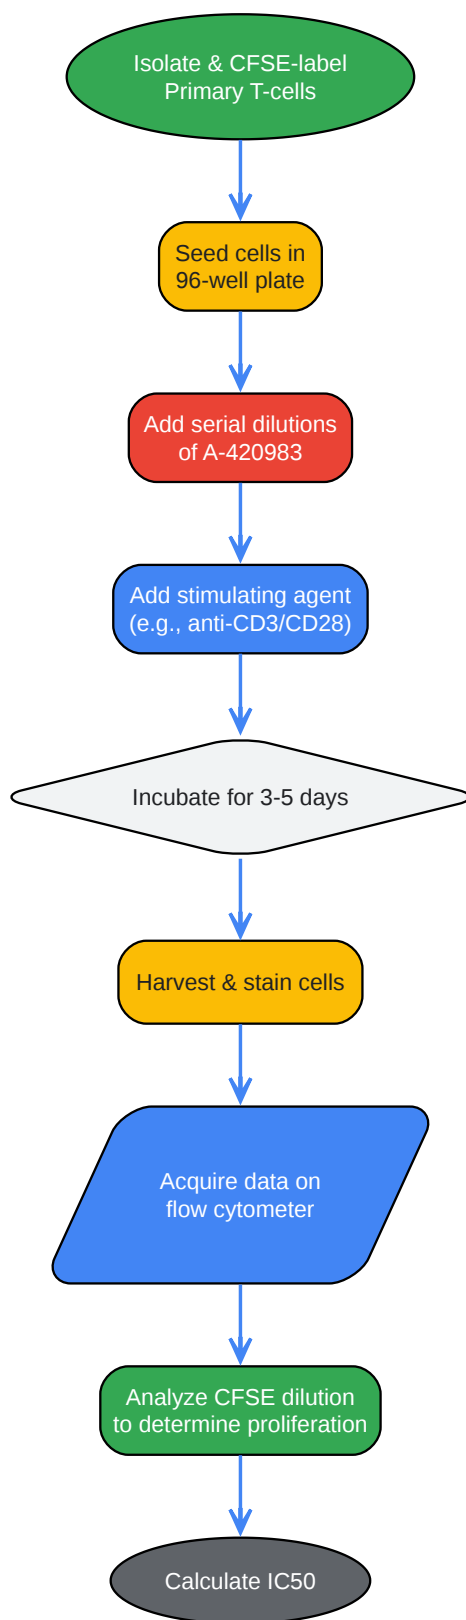 Isolate & CFSE-label
Primary T-cells
Seed cells in
96-well plate
Add serial dilutions
of A-420983
Add stimulating agent
(e.g., anti-CD3/CD28)
Incubate for 3-5 days
Harvest & stain cells
Acquire data on
flow cytometer
Analyze CFSE dilution
to determine proliferation
Calculate IC50